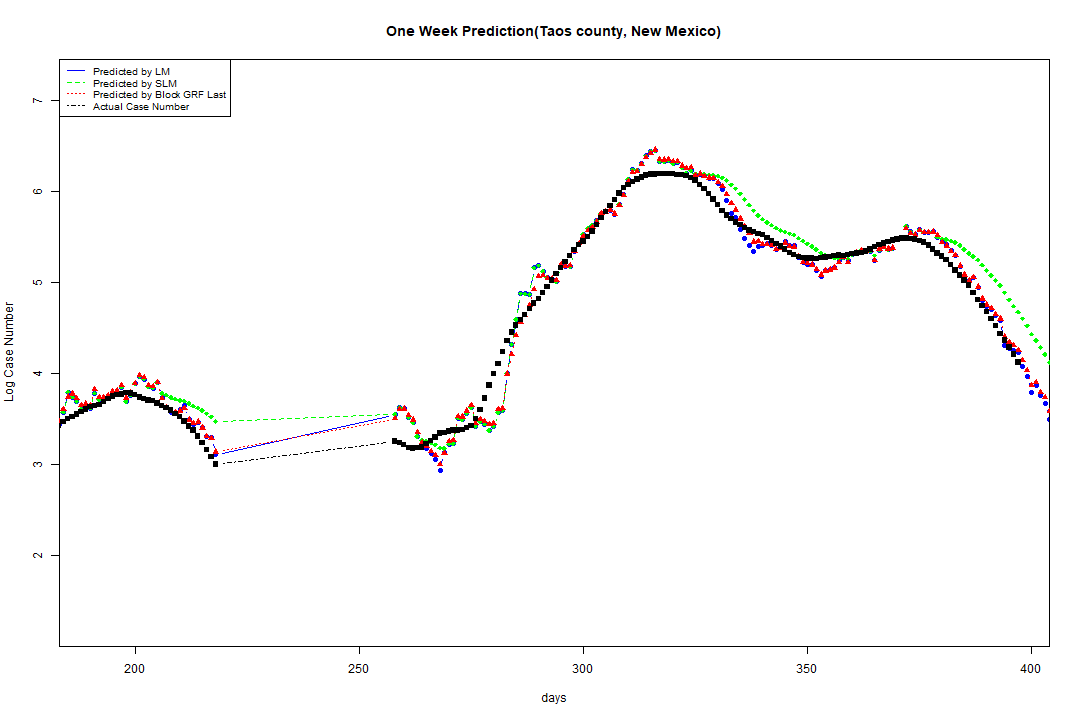 One Week Prediction(Taos county, New Mexico)
Predicted by LM
Predicted by SLM
Predicted by Block GRF Last
Actual Case Number
7
6
5
4
3
2
Log Case Number
200
250
300
350
400
days